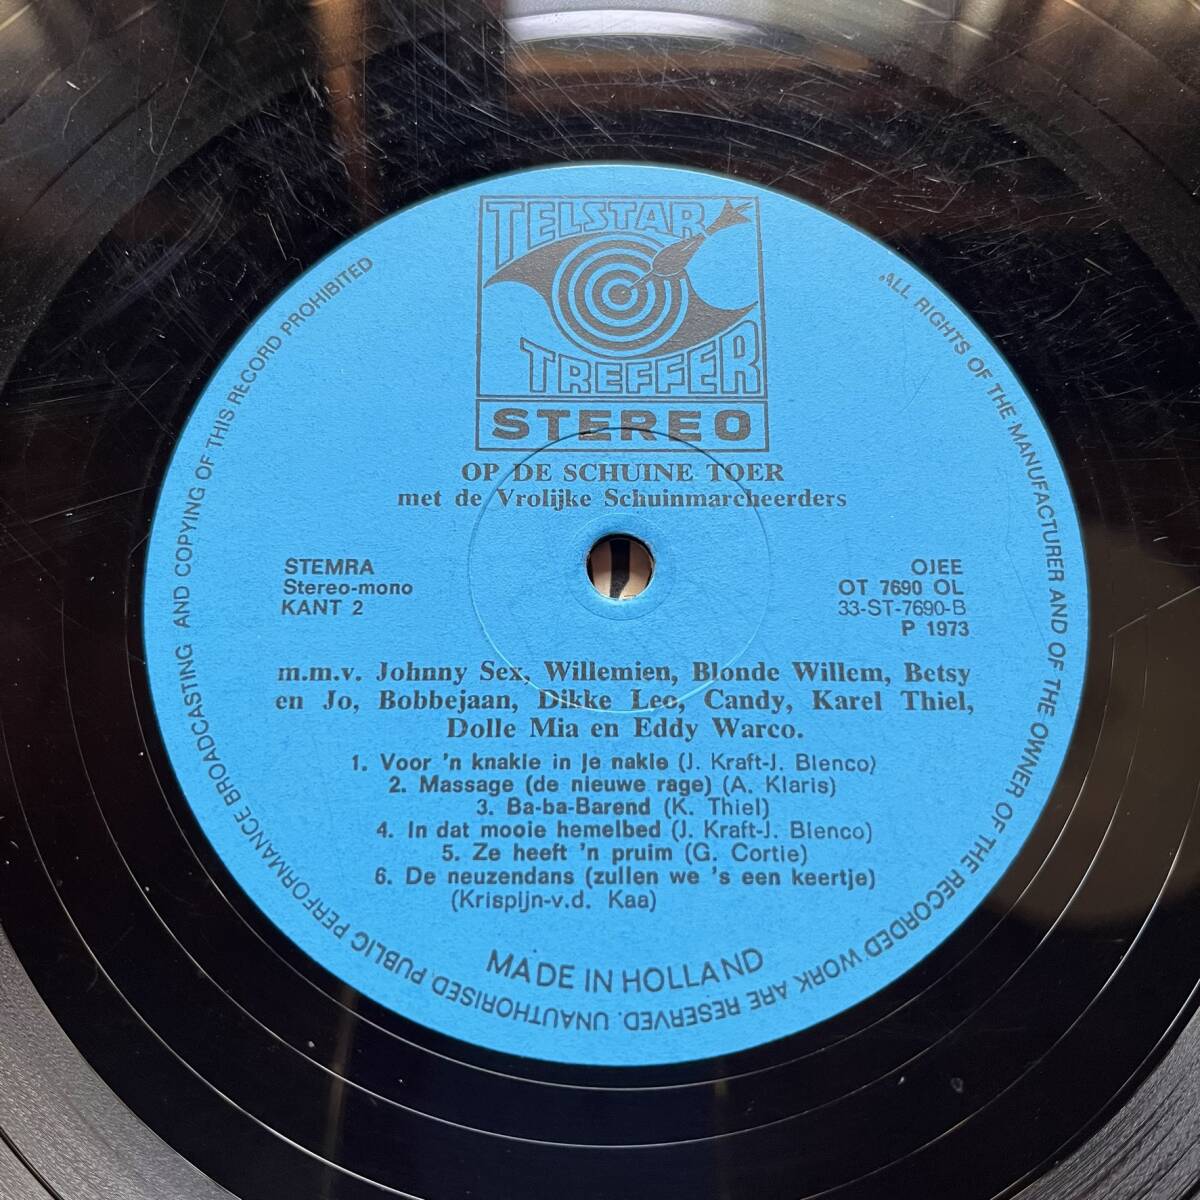 TELSTAR
TREFFER
STEREO
OP DE SCHUINE TOER
met de Vrolijke Schuinmarcheerders
STEMRA
Stereo-mono
KANT 2
OJEE
OT 7690 OL
33-ST-7690-B
P 1973
m.m.v. Johnny Sex, Willemien, Blonde Willem, Betsy
en Jo, Bobbejaan, Dikke Leo, Candy, Karel Thiel,
Dolle Mia en Eddy Warco.
1. Voor 'n knakie in je nakie (J. Kraft-J. Blenco)
2. Massage (de nieuwe rage) (A. Klaris)
3. Ba-ba-Barend (K. Thiel)
4. In dat mooie hemelbed (J. Kraft-J. Blenco)
5. Ze heeft 'n pruim (G. Cortie)
6. De neuzendans (zullen we 's een keertje)
(Krispijn-v.d. Kaa)
MADE IN HOLLAND
ALL RIGHTS OF THE MANUFACTURER AND OF THE OWNER OF THE RECORDED WORK ARE RESERVED. UNAUTHORISED, PUBLIC PERFORMANCE BROADCASTING AND COPYING OF THIS RECORD PROHIBITED